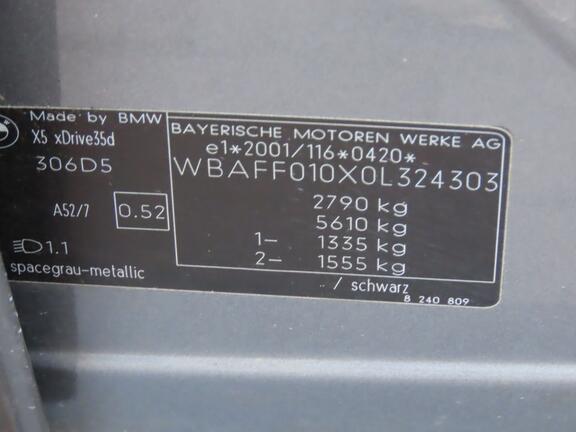 Made by BMW
X5 xDrive35d
306D5
A52/7 0.52
1.1
spacegrau-metallic
BAYERISCHE MOTOREN WERKE AG
e1*2001/116*0420*
WBAFF010X0L324303
2790 kg
5610 kg
1- 1335 kg
2- 1555 kg
/ schwarz
8 240 809